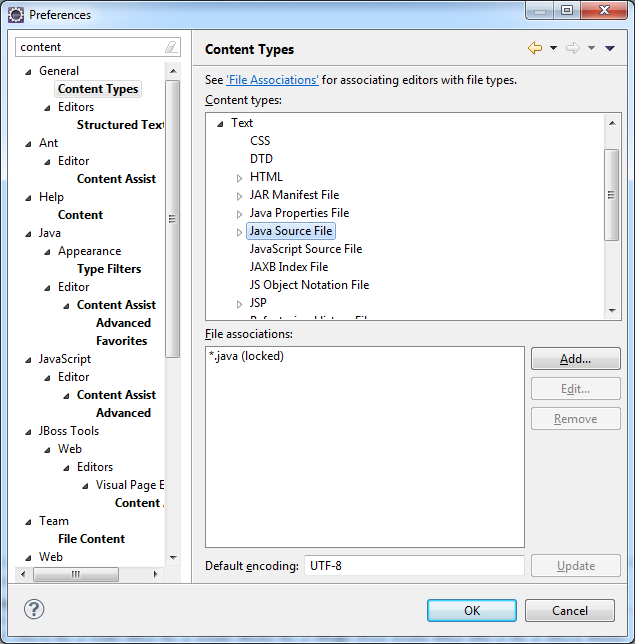 Preferences
content
General
Content Types
Editors
Structured Text
Ant
Editor
Content Assist
Help
Content
Java
Appearance
Type Filters
Editor
Content Assist
Advanced
Favorites
JavaScript
Editor
Content Assist
Advanced
JBoss Tools
Web
Editors
Visual Page E
Content A
Team
File Content
Web
Content Types
See 'File Associations' for associating editors with file types.
Content types:
Text
CSS
DTD
HTML
JAR Manifest File
Java Properties File
Java Source File
JavaScript Source File
JAXB Index File
JS Object Notation File
JSP
File associations:
*.java (locked)
Add...
Edit...
Remove
Default encoding: UTF-8
Update
OK
Cancel